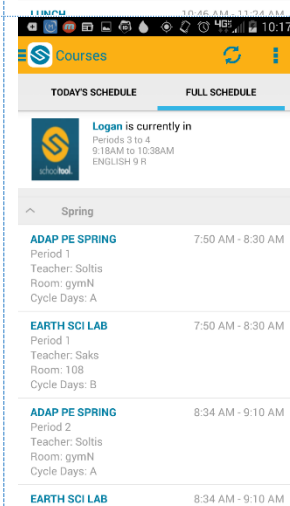 LUNCH 10:46 AM - 11:24 AM
4G 10:17
Courses
TODAY'S SCHEDULE FULL SCHEDULE
Logan is currently in
Periods 3 to 4
9:18AM to 10:38AM
ENGLISH 9 R
schooltool.
Spring
ADAP PE SPRING 7:50 AM - 8:30 AM
Period 1
Teacher: Soltis
Room: gymN
Cycle Days: A
EARTH SCI LAB 7:50 AM - 8:30 AM
Period 1
Teacher: Saks
Room: 108
Cycle Days: B
ADAP PE SPRING 8:34 AM - 9:10 AM
Period 2
Teacher: Soltis
Room: gymN
Cycle Days: A
EARTH SCI LAB 8:34 AM - 9:10 AM